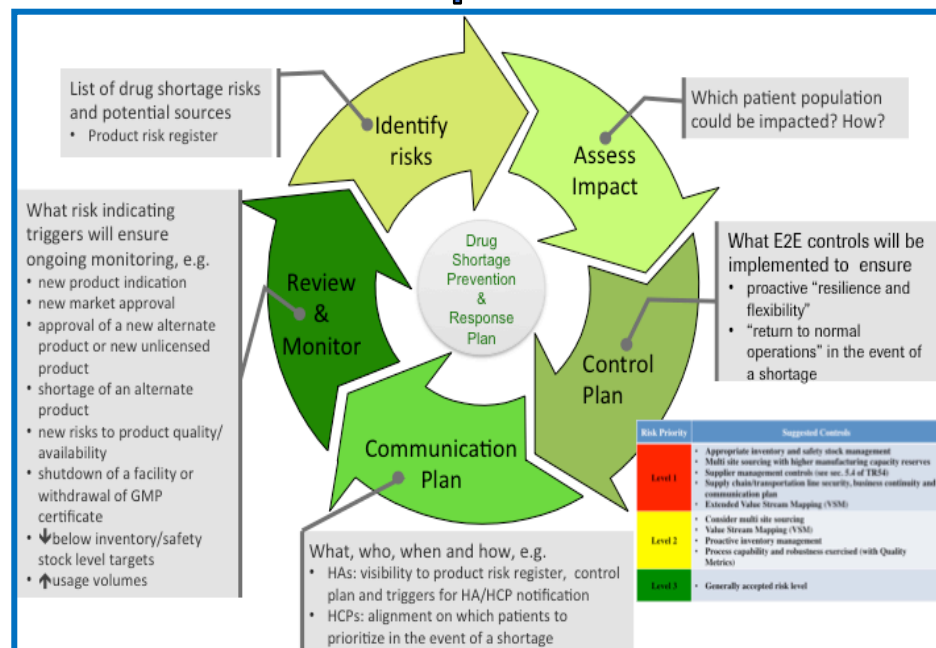 List of drug shortage risks
and potential sources
• Product risk register
Identify
risks
Assess
Impact
Which patient population
could be impacted? How?
What risk indicating
triggers will ensure
ongoing monitoring, e.g.
• new product indication
• new market approval
• approval of a new alternate
product or new unlicensed
product
• shortage of an alternate
product
• new risks to product quality/
availability
• shutdown of a facility or
withdrawal of GMP
certificate
• ↓below inventory/safety
stock level targets
• ↑usage volumes
Review
&
Monitor
Drug
Shortage
Prevention
&
Response
Plan
What E2E controls will be
implemented to ensure
• proactive “resilience and
flexibility”
• “return to normal
operations” in the event of
a shortage
Control
Plan
Communication
Plan
What, who, when and how, e.g.
• HAs: visibility to product risk register, control
plan and triggers for HA/HCP notification
• HCPs: alignment on which patients to
prioritize in the event of a shortage
Risk Priority Suggested Controls
Level 1
• Appropriate inventory and safety stock management
• Multi site sourcing with higher manufacturing capacity reserves
• Supplier management controls (see sec. 5.4 of TR54)
• Supply chain/transportation line security, business continuity and
communication plan
• Extended Value Stream Mapping (VSM)
Level 2
• Consider multi site sourcing
• Value Stream Mapping (VSM)
• Proactive inventory management
• Process capability and robustness exercised (with Quality
Metrics)
Level 3
• Generally accepted risk level